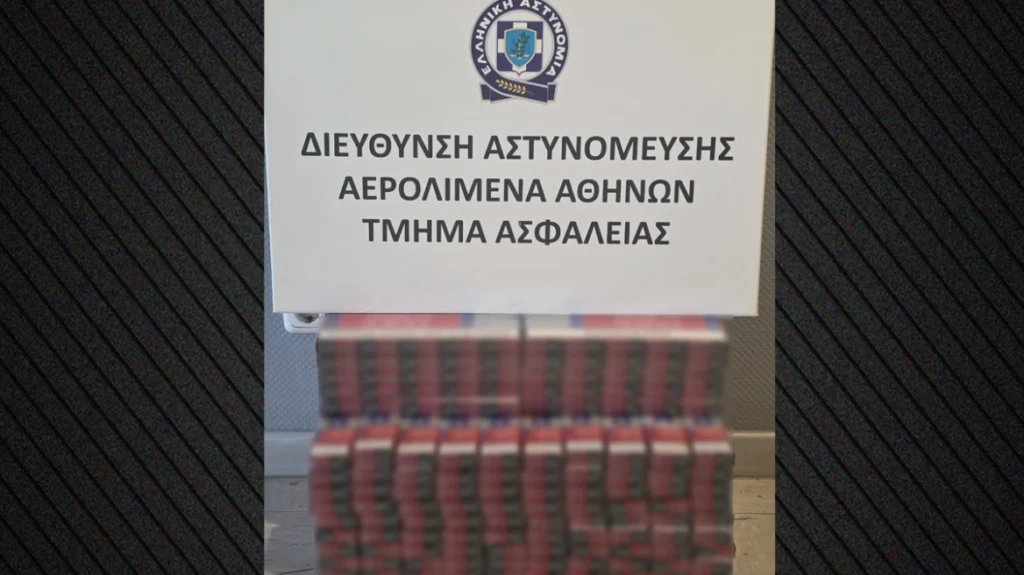 ΕΛΛΗΝΙΚΗ ΑΣΤΥΝΟΜΙΑ
ΔΙΕΥΘΥΝΣΗ ΑΣΤΥΝΟΜΕΥΣΗΣ
ΑΕΡΟΛΙΜΕΝΑ ΑΘΗΝΩΝ
ΤΜΗΜΑ ΑΣΦΑΛΕΙΑΣ